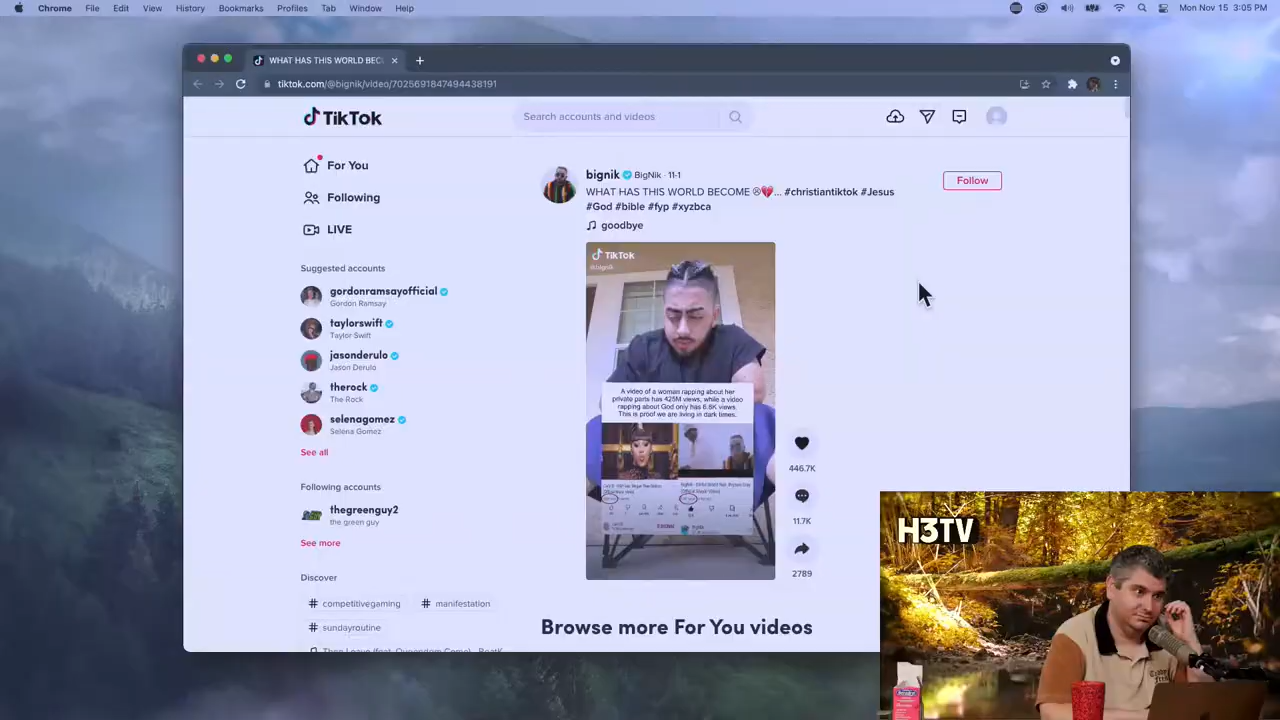 Chrome File Edit View History Bookmarks Profiles Tab Window Help
Mon Nov 15 3:05 PM
WHAT HAS THIS WORLD BEC
tiktok.com/@bignik/video/7025691847494438191
TikTok
Search accounts and videos
For You
Following
LIVE
Suggested accounts
gordonramsayofficial
Gordon Ramsay
taylorswift
Taylor Swift
jasonderulo
Jason Derulo
therock
The Rock
selenagomez
Selena Gomez
See all
Following accounts
thegreenguy2
the green guy
See more
Discover
# competitivegaming
# manifestation
# sundayroutine
bignik BigNik · 11-1
WHAT HAS THIS WORLD BECOME ☹💔... #christiantiktok #Jesus
#God #bible #fyp #xyzbca
goodbye
Follow
TikTok
@bignik
A video of a woman rapping about her
private parts has 425M views, while a video
rapping about God only has 6.8K views.
This is proof we are living in dark times.
446.7K
11.7K
2789
Browse more For You videos
H3TV